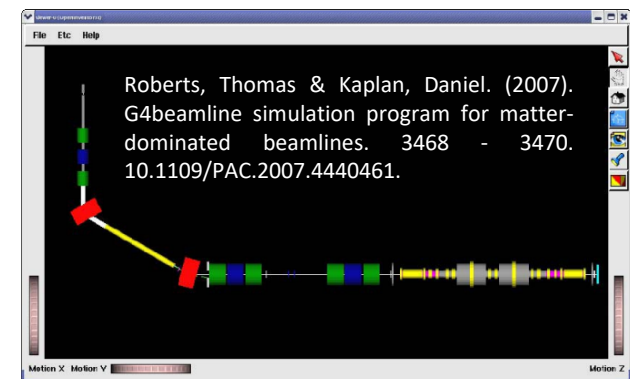 File Etc Help
Roberts, Thomas & Kaplan, Daniel. (2007).
G4beamline simulation program for matter-
dominated beamlines. 3468 - 3470.
10.1109/PAC.2007.4440461.
Motion X Motion Y Motion Z